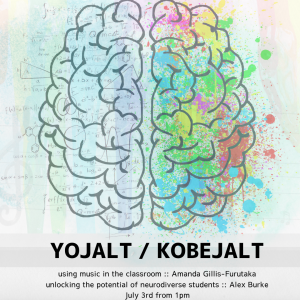 YOJALT / KOBEJALT
using music in the classroom :: Amanda Gillis-Furutaka
unlocking the potential of neurodiverse students :: Alex Burke
July 3rd from 1pm